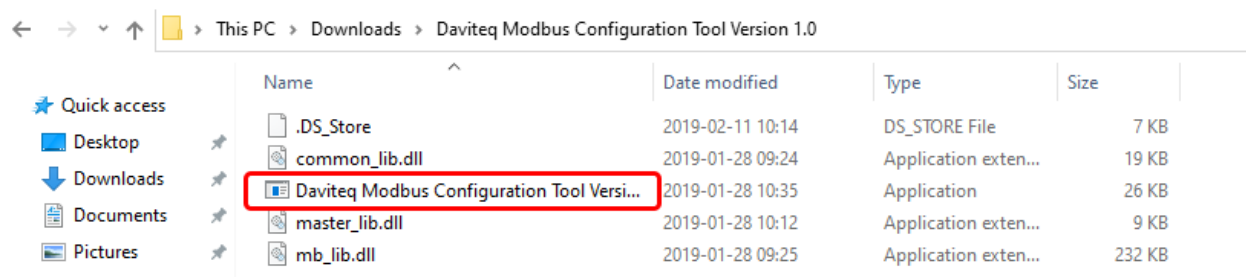 This PC > Downloads > Daviteq Modbus Configuration Tool Version 1.0
Name Date modified Type Size
Quick access
Desktop
Downloads
Documents
Pictures
.DS_Store 2019-02-11 10:14 DS_STORE File 7 KB
common_lib.dll 2019-01-28 09:24 Application exten... 19 KB
Daviteq Modbus Configuration Tool Versi... 2019-01-28 10:35 Application 26 KB
master_lib.dll 2019-01-28 10:12 Application exten... 9 KB
mb_lib.dll 2019-01-28 09:25 Application exten... 232 KB